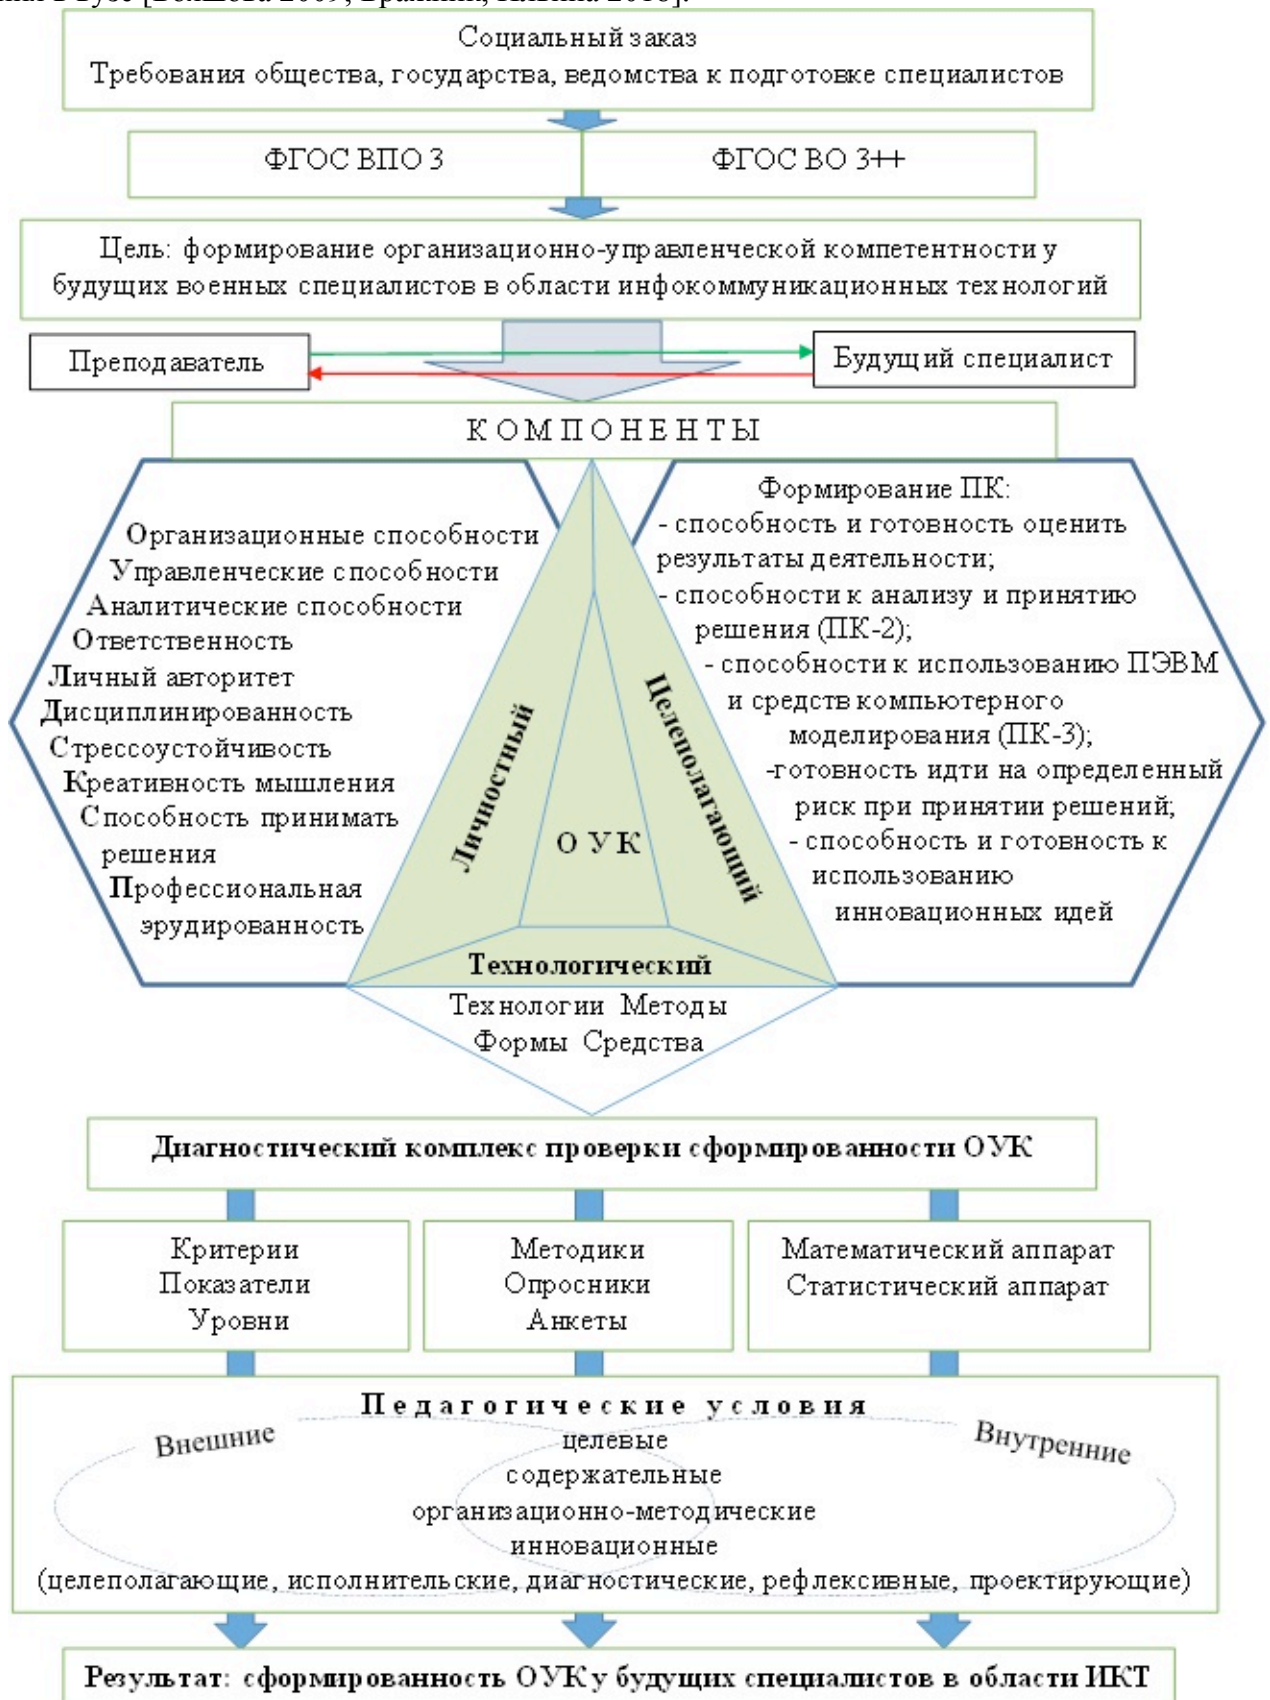 Социальный заказ
Требования общества, государства, ведомства к подготовке специалистов
ФГОС ВПО 3
ФГОС ВО 3++
Цель: формирование организационно-управленческой компетентности у
будущих военных специалистов в области инфокоммуникационных технологий
Преподаватель
Будущий специалист
КОМПОНЕНТЫ
Организационные способности
Управленческие способности
Аналитические способности
Ответственность
Личный авторитет
Дисциплинированность
Стрессоустойчивость
Креативность мышления
Способность принимать
решения
Профессиональная
эрудированность
Личностный
ОУК
Целеполагающий
Технологический
Технологии Методы
Формы Средства
Формирование ПК:
- способность и готовность оценить
результаты деятельности;
- способности к анализу и принятию
решения (ПК-2);
- способности к использованию ПЭВМ
и средств компьютерного
моделирования (ПК-3);
-готовность идти на определенный
риск при принятии решений;
- способность и готовность к
использованию
инновационных идей
Диагностический комплекс проверки сформированности ОУК
Критерии
Показатели
Уровни
Методики
Опросники
Анкеты
Математический аппарат
Статистический аппарат
Педагогические условия
Внешние
Внутренние
целевые
содержательные
организационно-методические
инновационные
(целеполагающие, исполнительские, диагностические, рефлексивные, проектирующие)
Результат: сформированность ОУК у будущих специалистов в области ИКТ